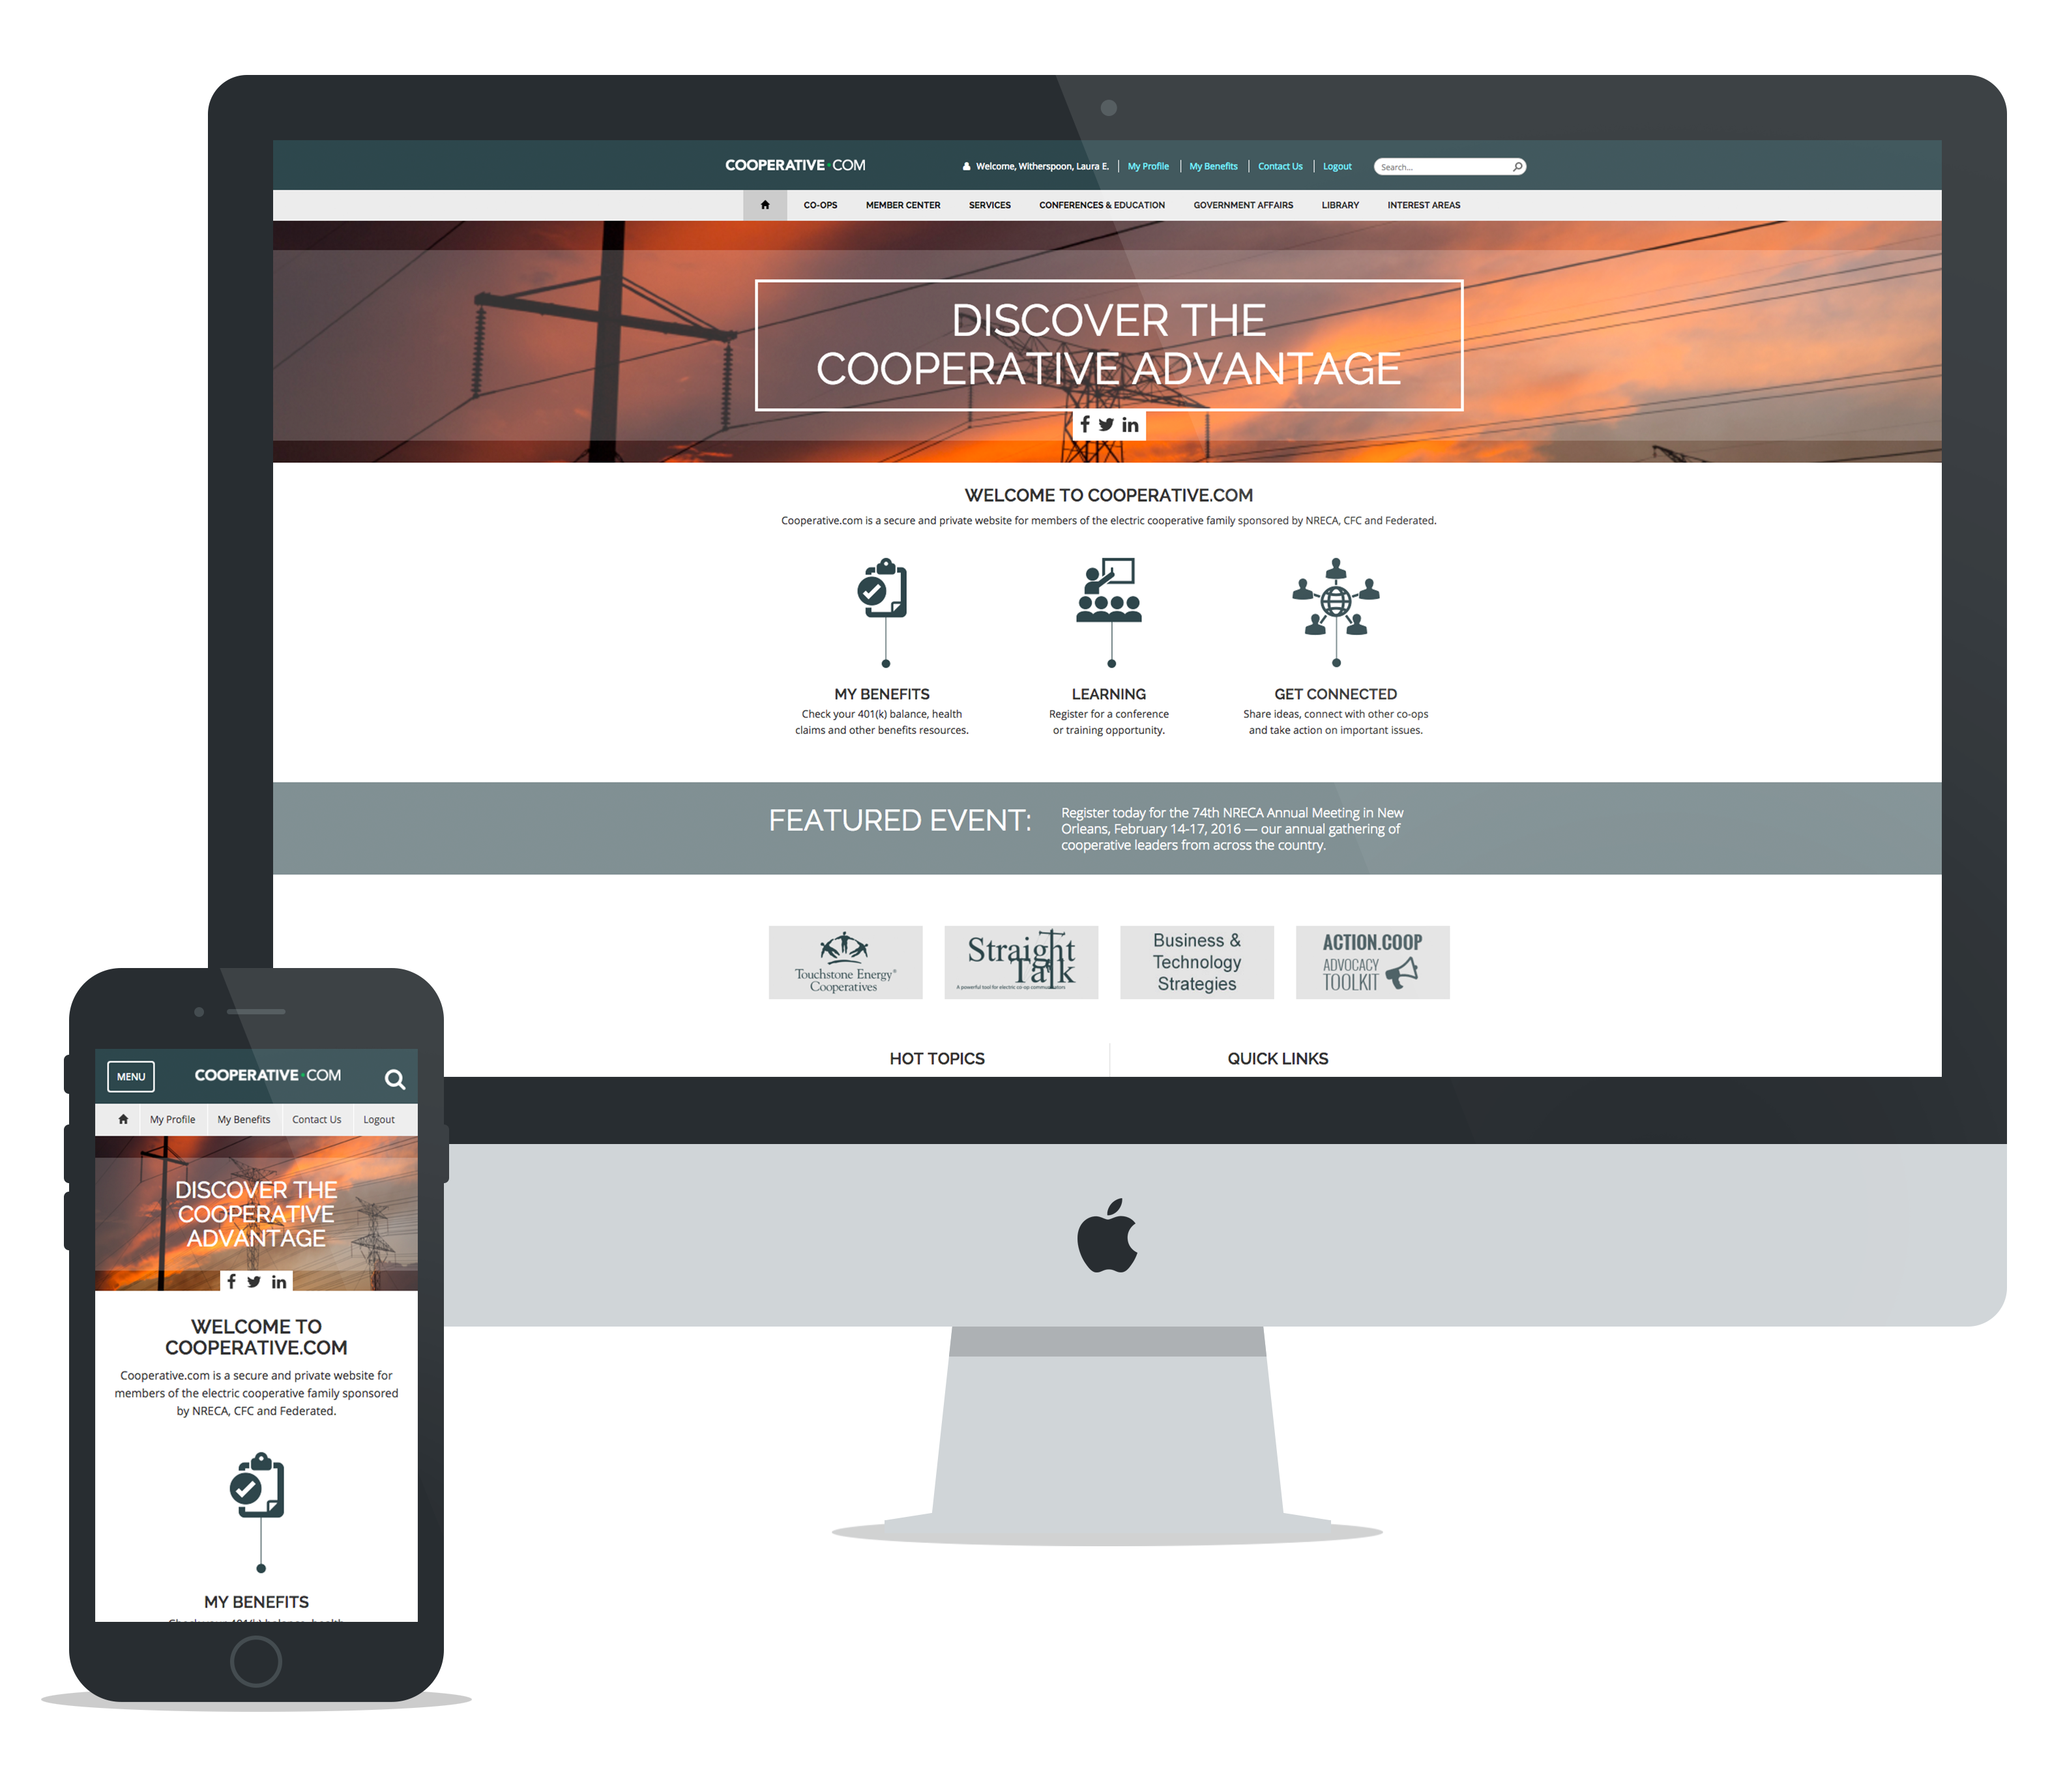 COOPERATIVE·COM
Welcome, Witherspoon, Laura E. | My Profile | My Benefits | Contact Us | Logout
Search...
CO-OPS MEMBER CENTER SERVICES CONFERENCES & EDUCATION GOVERNMENT AFFAIRS LIBRARY INTEREST AREAS
DISCOVER THE
COOPERATIVE ADVANTAGE
WELCOME TO COOPERATIVE.COM
Cooperative.com is a secure and private website for members of the electric cooperative family sponsored by NRECA, CFC and Federated.
MY BENEFITS
Check your 401(k) balance, health
claims and other benefits resources.
LEARNING
Register for a conference
or training opportunity.
GET CONNECTED
Share ideas, connect with other co-ops
and take action on important issues.
FEATURED EVENT:
Register today for the 74th NRECA Annual Meeting in New
Orleans, February 14-17, 2016 — our annual gathering of
cooperative leaders from across the country.
Touchstone Energy®
Cooperatives
Straight
Talk
A powerful tool for electric co-op communicators
Business &
Technology
Strategies
ACTION.COOP
ADVOCACY
TOOLKIT
HOT TOPICS
QUICK LINKS
MENU
COOPERATIVE·COM
My Profile My Benefits Contact Us Logout
DISCOVER THE
COOPERATIVE
ADVANTAGE
WELCOME TO
COOPERATIVE.COM
Cooperative.com is a secure and private website for
members of the electric cooperative family sponsored
by NRECA, CFC and Federated.
MY BENEFITS